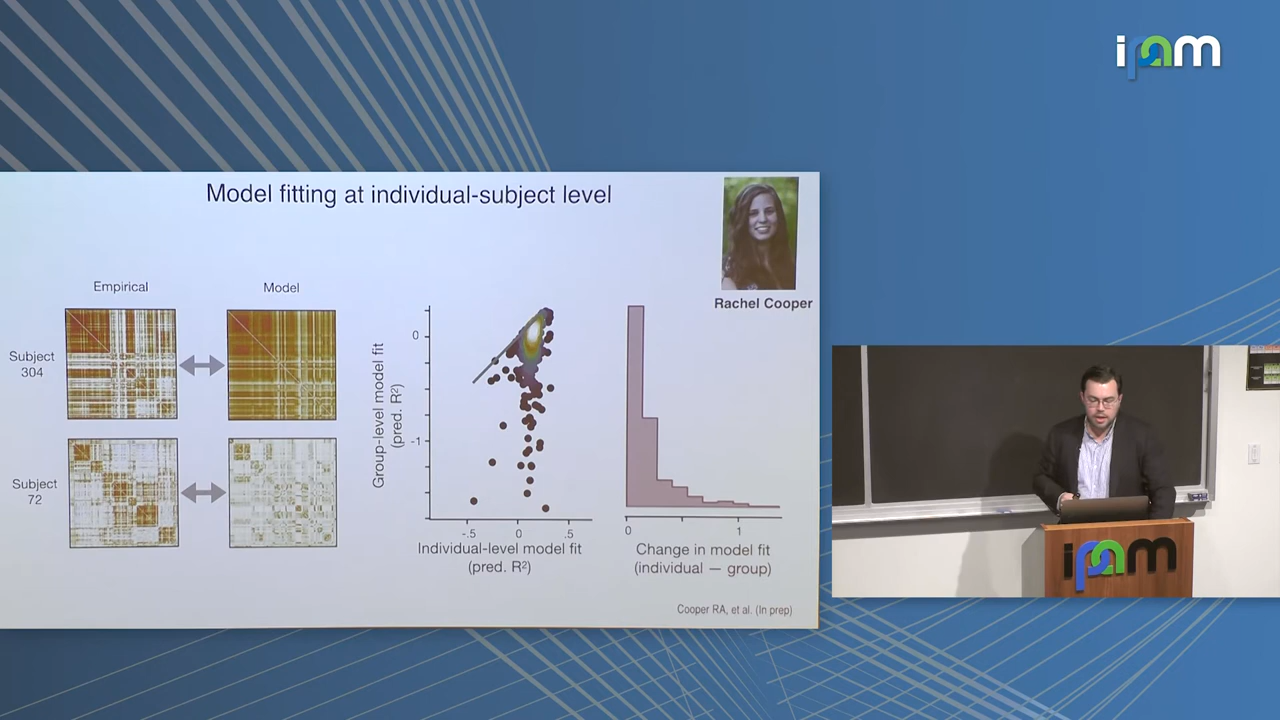 ipam
Model fitting at individual-subject level
Rachel Cooper
Empirical
Model
Subject
304
Subject
72
Group-level model fit
(pred. R²)
0
-1
-.5
0
.5
Individual-level model fit
(pred. R²)
0
1
Change in model fit
(individual — group)
Cooper RA, et al. (In prep)
ipam